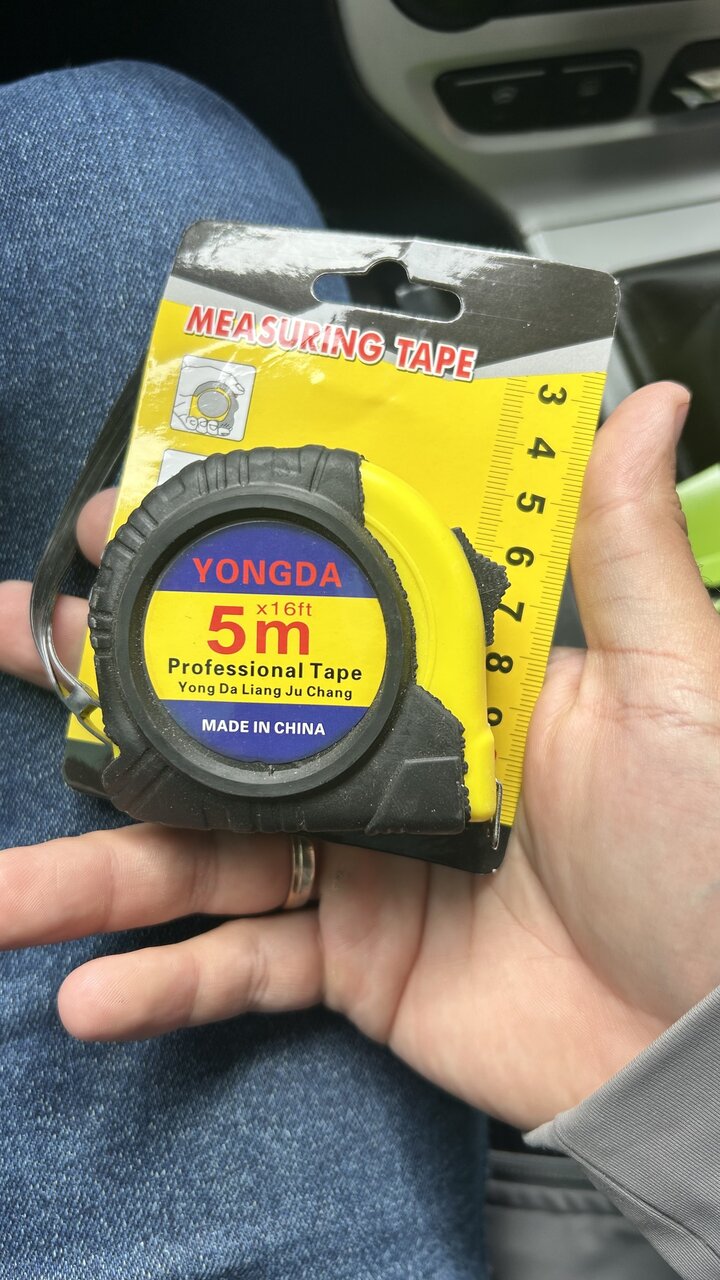 MEASURING TAPE
3
4
5
6
7
8
9
YONGDA
5m x16ft
Professional Tape
Yong Da Liang Ju Chang
MADE IN CHINA